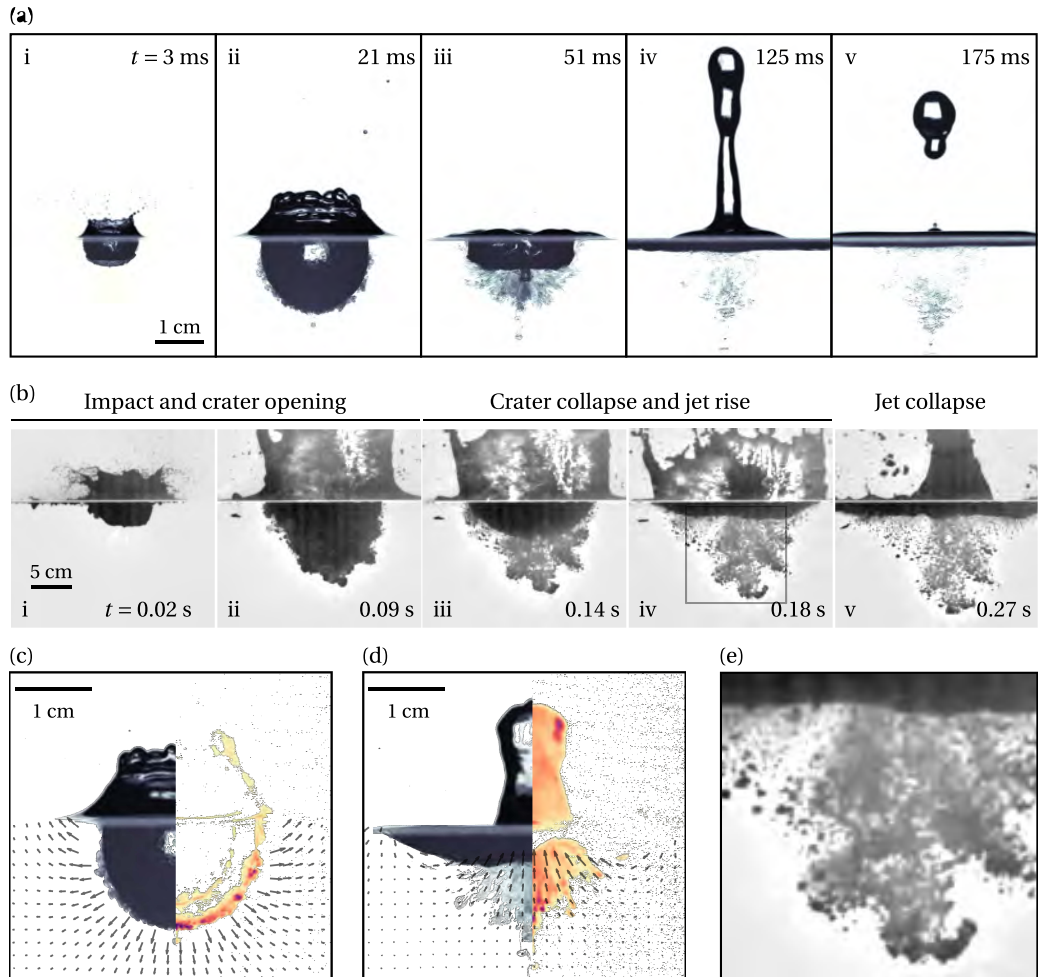 (a)
i t = 3 ms ii 21 ms iii 51 ms iv 125 ms v 175 ms
1 cm
(b)
Impact and crater opening Crater collapse and jet rise Jet collapse
5 cm
i t = 0.02 s ii 0.09 s iii 0.14 s iv 0.18 s v 0.27 s
(c) (d) (e)
1 cm 1 cm